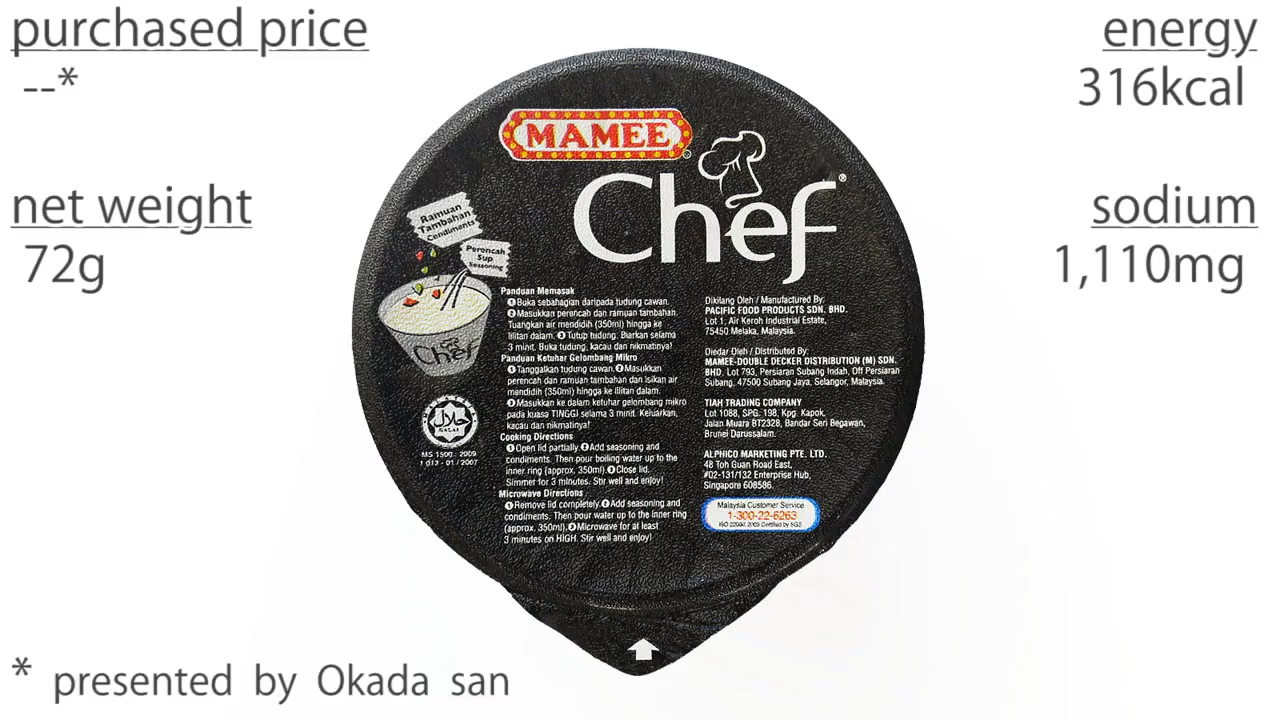 purchased price
--*
net weight
72g
energy
316kcal
sodium
1,110mg
MAMEE
Chef
Ramuan
Tambahan
Condiments
Perencah
Sup
Seasoning
Chef
Panduan Memasak
❶Buka sebahagian daripada tudung cawan.
❷Masukkan perencah dan ramuan tambahan.
Tuangkan air mendidih (350ml) hingga ke
lilitan dalam. ❸Tutup tudung. Biarkan selama
3 minit. Buka tudung, kacau dan nikmatinya!
Panduan Ketuhar Gelombang Mikro
❶Tanggalkan tudung cawan.❷Masukkan
perencah dan ramuan tambahan dan isikan air
mendidih (350ml) hingga ke lilitan dalam.
❸Masukkan ke dalam ketuhar gelombang mikro
pada kuasa TINGGI selama 3 minit. Keluarkan,
kacau dan nikmatinya!
Cooking Directions
❶Open lid partially.❷Add seasoning and
condiments. Then pour boiling water up to the
inner ring (approx. 350ml).❸Close lid.
Simmer for 3 minutes. Stir well and enjoy!
Microwave Directions
❶Remove lid completely.❷Add seasoning and
condiments. Then pour water up to the inner ring
(approx. 350ml).❸Microwave for at least
3 minutes on HIGH. Stir well and enjoy!
حلال
MS 1500 : 2009
1 012 - 01 / 2007
Dikilang Oleh / Manufactured By:
PACIFIC FOOD PRODUCTS SDN. BHD.
Lot 1, Air Keroh Industrial Estate,
75450 Melaka, Malaysia.
Diedar Oleh / Distributed By:
MAMEE-DOUBLE DECKER DISTRIBUTION (M) SDN.
BHD. Lot 793, Persiaran Subang Indah, Off Persiaran
Subang, 47500 Subang Jaya, Selangor, Malaysia.
TIAH TRADING COMPANY
Lot 1088, SPG. 198, Kpg. Kapok,
Jalan Muara BT2328, Bandar Seri Begawan,
Brunei Darussalam.
ALPHICO MARKETING PTE. LTD.
48 Toh Guan Road East,
#02-131/132 Enterprise Hub,
Singapore 608586.
Malaysia Customer Service
1-300-22-6263
ISO 22000:2005 Certified by SGS
* presented by Okada san